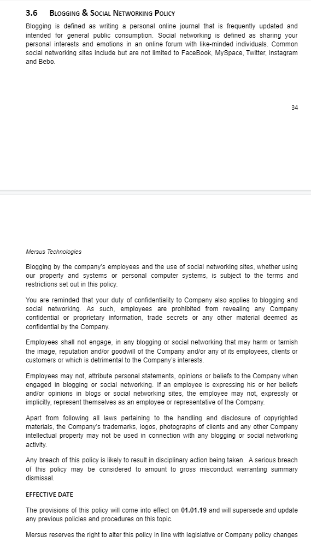 3.6 BLOGGING & SOCIAL NETWORKING POLICY
Blogging is defined as writing a personal online journal that is frequently updated and
intended for general public consumption. Social networking is defined as sharing your
personal interests and emotions in an online forum with like-minded individuals. Common
social networking sites include but are not limited to FaceBook, MySpace, Twitter, Instagram
and Bebo.
34
Mersus Technologies
Blogging by the company's employees and the use of social networking sites, whether using
our property and systems or personal computer systems, is subject to the terms and
restrictions set out in this policy.
You are reminded that your duty of confidentiality to Company also applies to blogging and
social networking. As such, employees are prohibited from revealing any Company
confidential or proprietary information, trade secrets or any other material deemed as
confidential by the Company.
Employees shall not engage, in any blogging or social networking that may harm or tarnish
the image, reputation and/or goodwill of the Company and/or any of its employees, clients or
customers or which is detrimental to the Company's interests.
Employees may not, attribute personal statements, opinions or beliefs to the Company when
engaged in blogging or social networking. If an employee is expressing his or her beliefs
and/or opinions in blogs or social networking sites, the employee may not, expressly or
implicitly, represent themselves as an employee or representative of the Company.
Apart from following all laws pertaining to the handling and disclosure of copyrighted
materials, the Company's trademarks, logos, photographs of clients and any other Company
intellectual property may not be used in connection with any blogging or social networking
activity.
Any breach of this policy is likely to result in disciplinary action being taken. A serious breach
of this policy may be considered to amount to gross misconduct warranting summary
dismissal
EFFECTIVE DATE
The provisions of this policy will come into effect on 01.01.19 and will supersede and update
any previous policies and procedures on this topic.
Mersus reserves the right to alter this policy in line with legislative or Company policy changes